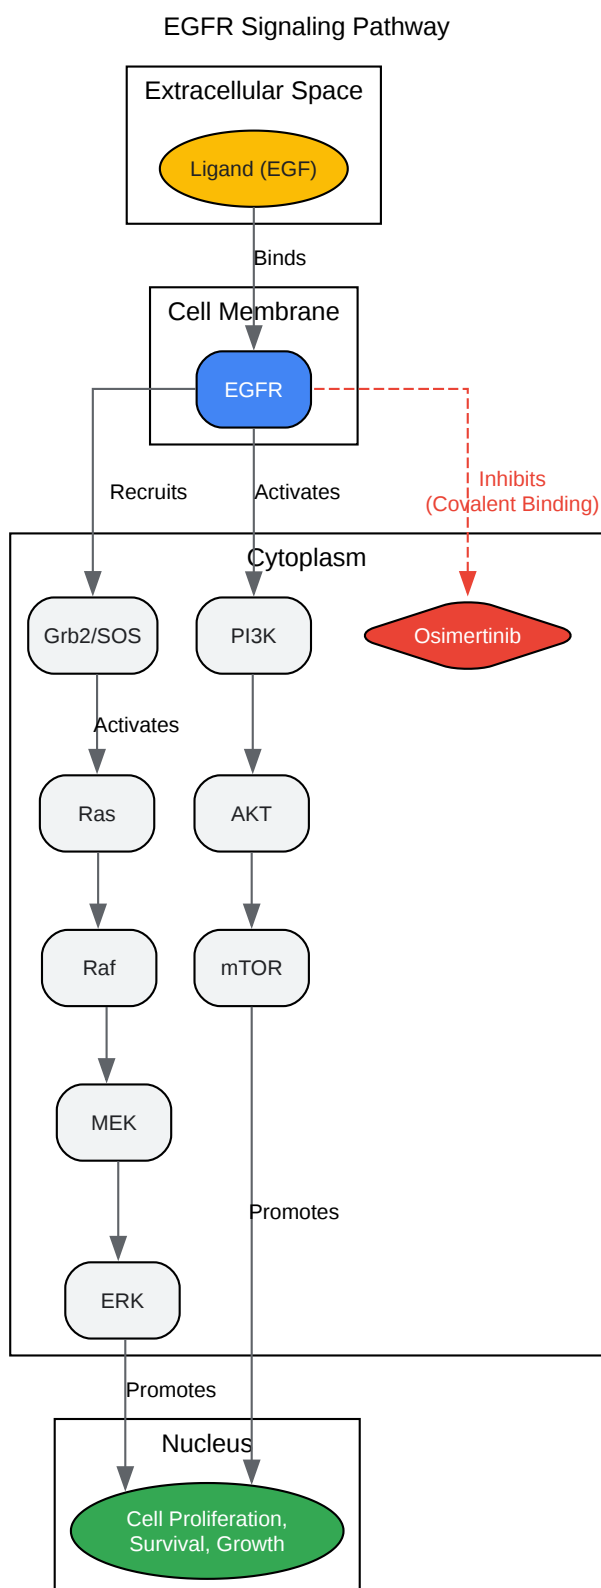 EGFR Signaling Pathway
Extracellular Space
Ligand (EGF)
Binds
Cell Membrane
EGFR
Recruits
Activates
Inhibits
(Covalent Binding)
Cytoplasm
Grb2/SOS
PI3K
Osimertinib
Activates
Ras
AKT
Raf
mTOR
MEK
Promotes
ERK
Promotes
Nucleus
Cell Proliferation,
Survival, Growth